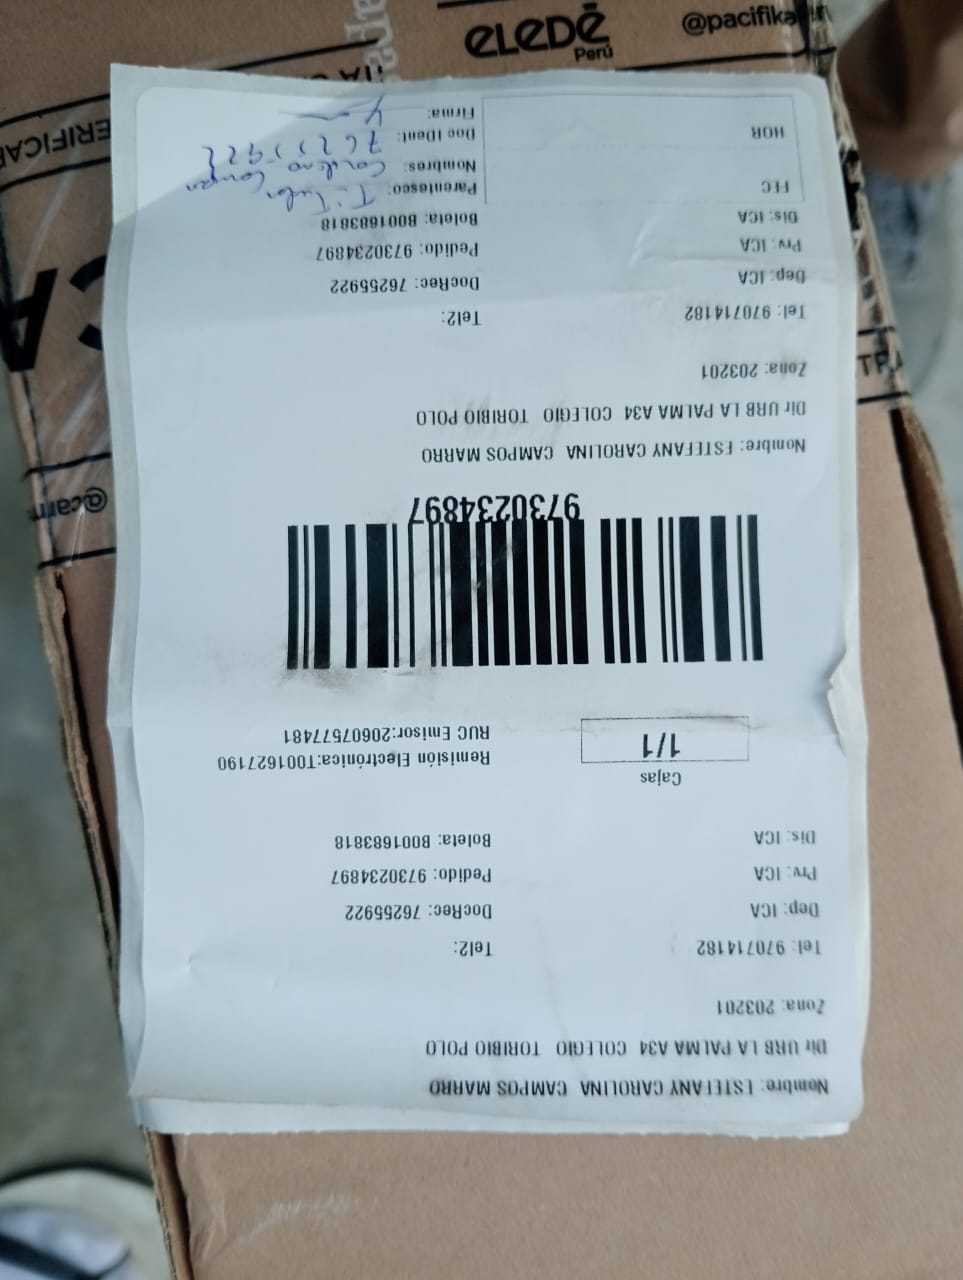 Nombre: ESTEFANY CAROLINA CAMPOS MARRO
Dir URB LA PALMA A34 COLEGIO TORIBIO POLO
Zona: 203201
Tel: 970714182 Tel2:
Dep: ICA DocRec: 76255922
Prv: ICA Pedido: 9730234897
Dis: ICA Boleta: B001683818
Cajas
1/1
Remisión Electrónica:T001627190
RUC Emisor:20607577481
9730234897
Nombre: ESTEFANY CAROLINA CAMPOS MARRO
Dir URB LA PALMA A34 COLEGIO TORIBIO POLO
Zona: 203201
Tel: 970714182 Tel2:
Dep: ICA DocRec: 76255922
Prv: ICA Pedido: 9730234897
Dis: ICA Boleta: B001683818
FEC Parentesco: Titular
Nombres:
HOR Doc IDent: 76255922
Firma:
eLeDē
Perú
@pacifika